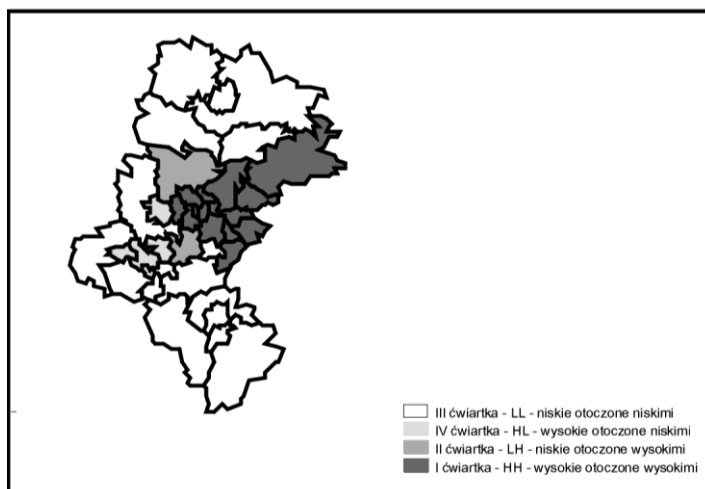 III ćwiartka - LL - niskie otoczone niskimi
IV ćwiartka - HL - wysokie otoczone niskimi
II ćwiartka - LH - niskie otoczone wysokimi
I ćwiartka - HH - wysokie otoczone wysokimi